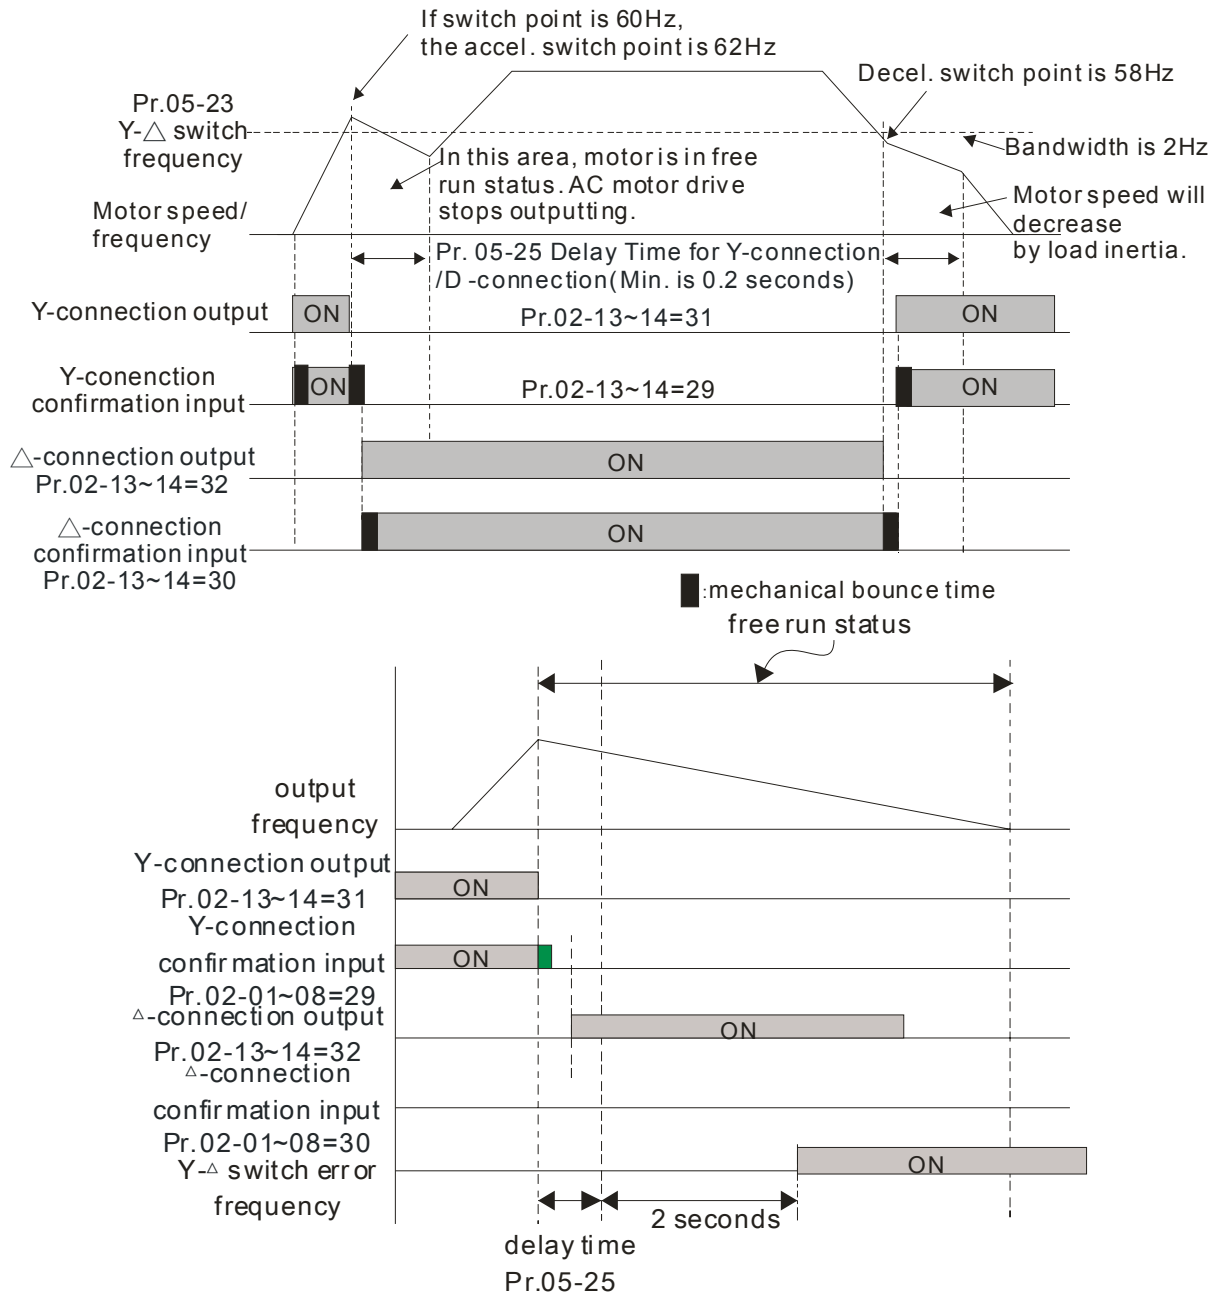 If switch point is 60Hz,
the accel. switch point is 62Hz
Decel. switch point is 58Hz
Pr.05-23
Y-△ switch
frequency
Bandwidth is 2Hz
In this area, motor is in free
run status. AC motor drive
stops outputting.
Motor speed will
decrease
by load inertia.
Motor speed/
frequency
Pr. 05-25 Delay Time for Y-connection
/D -connection(Min. is 0.2 seconds)
Y-connection output
ON
Pr.02-13~14=31
ON
Y-conenction
confirmation input
ON
Pr.02-13~14=29
ON
△-connection output
Pr.02-13~14=32
ON
△-connection
confirmation input
Pr.02-13~14=30
ON
:mechanical bounce time
free run status
output
frequency
Y-connection output
Pr.02-13~14=31
ON
Y-connection
confirmation input
Pr.02-01~08=29
ON
△-connection output
Pr.02-13~14=32
ON
△-connection
confirmation input
Pr.02-01~08=30
Y-△ switch error
frequency
ON
2 seconds
delay time
Pr.05-25